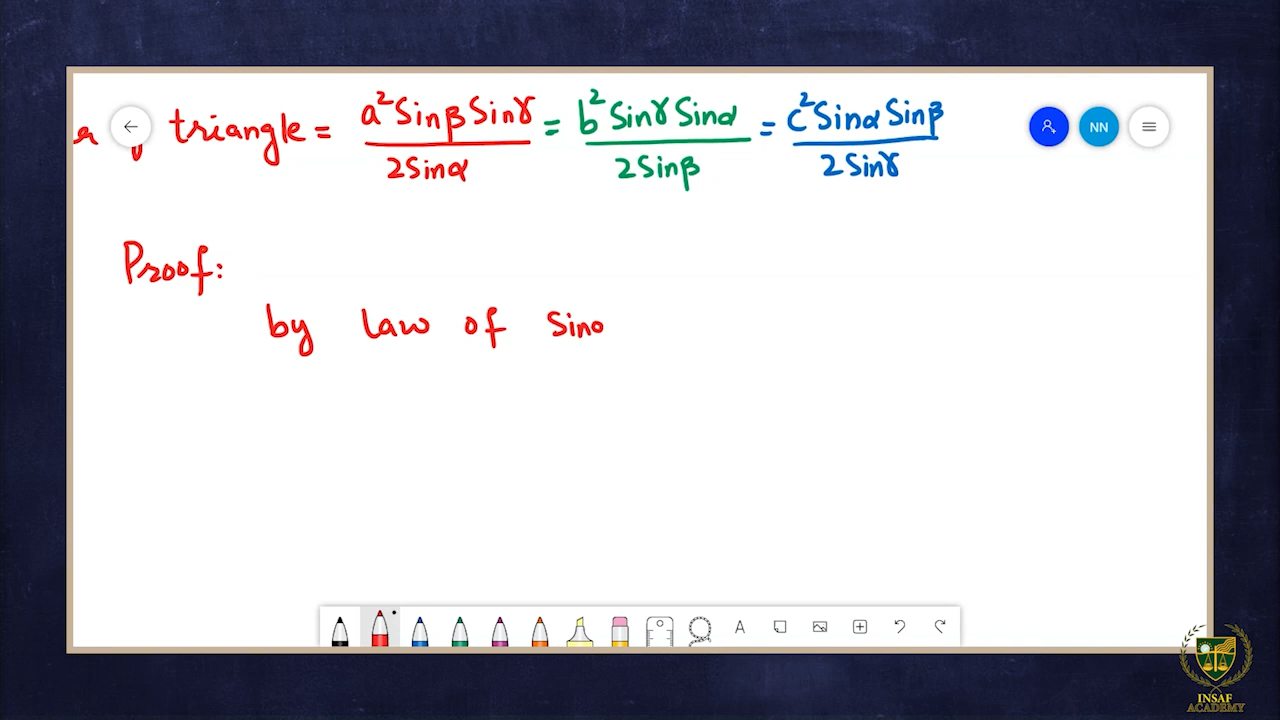 triangle = a²Sinβ Sinγ / 2Sinα = b²Sinγ Sinα / 2Sinβ = c²Sinα Sinβ / 2Sinγ
NN
Proof:
by law of Sino
A
INSAF
ACADEMY